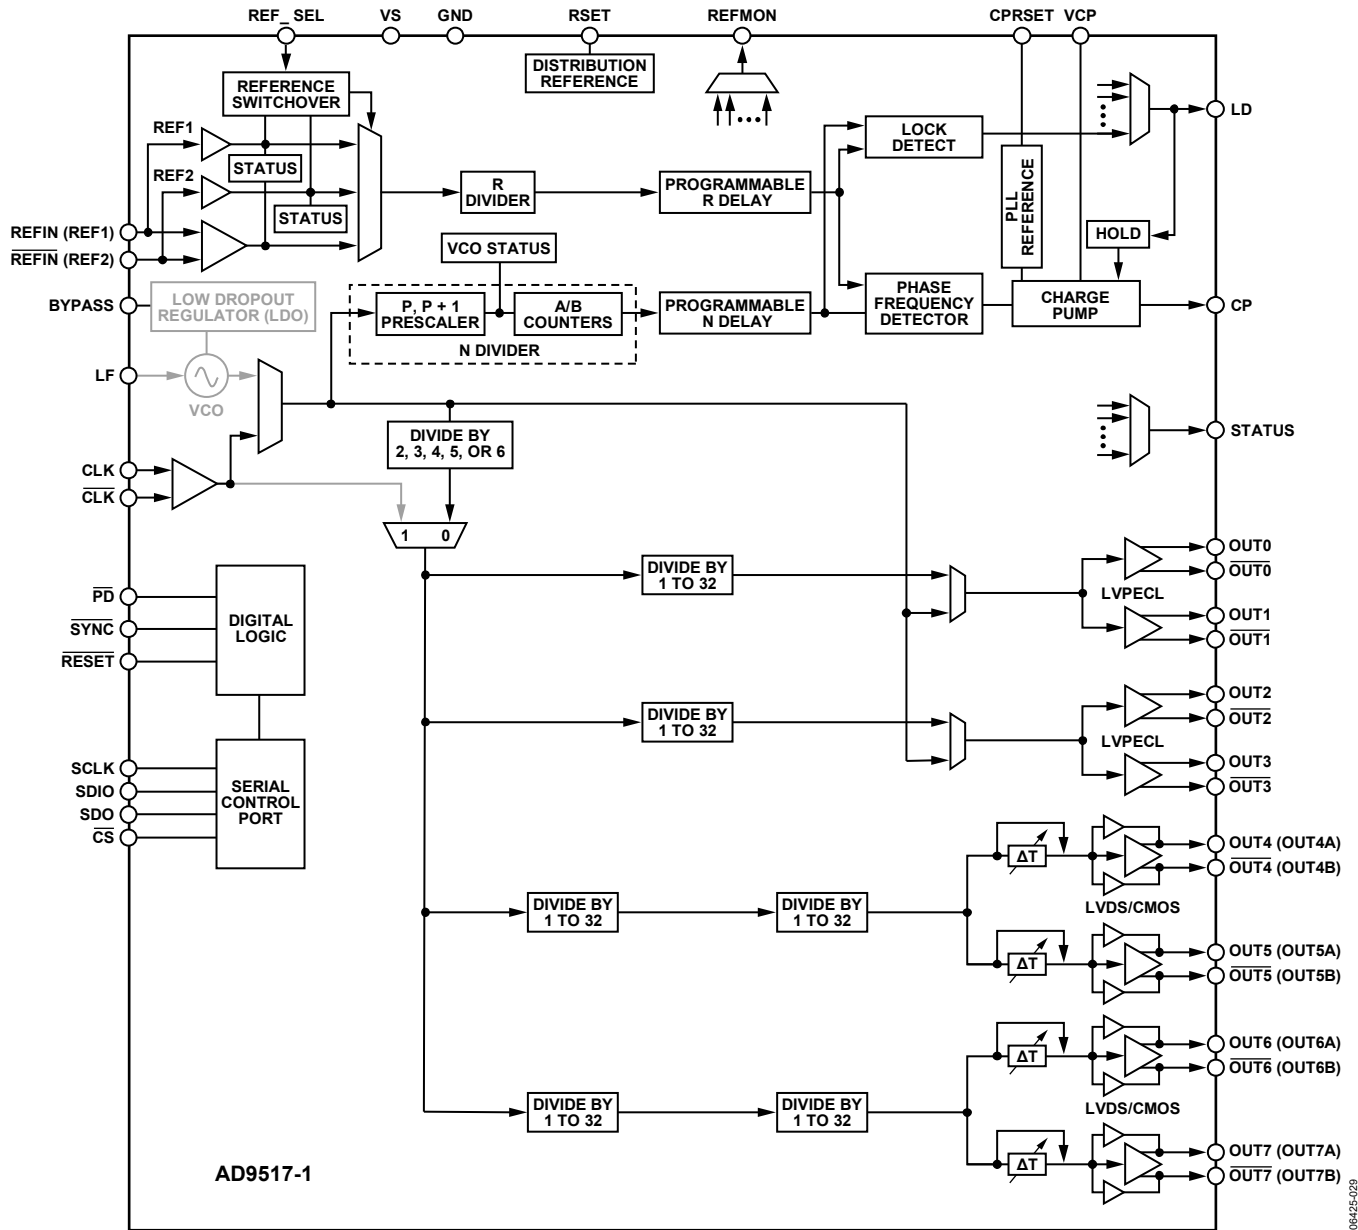 REF_ SEL
VS
GND
RSET
REFMON
CPRSET
VCP
DISTRIBUTION
REFERENCE
REFERENCE
SWITCHOVER
REF1
STATUS
REF2
STATUS
REFIN (REF1)
REFIN (REF2)
R
DIVIDER
PROGRAMMABLE
R DELAY
LOCK
DETECT
LD
PLL
REFERENCE
HOLD
VCO STATUS
BYPASS
LOW DROPOUT
REGULATOR (LDO)
P, P + 1
PRESCALER
A/B
COUNTERS
N DIVIDER
PROGRAMMABLE
N DELAY
PHASE
FREQUENCY
DETECTOR
CHARGE
PUMP
CP
LF
VCO
DIVIDE BY
2, 3, 4, 5, OR 6
STATUS
CLK
CLK
1 0
PD
SYNC
RESET
DIGITAL
LOGIC
DIVIDE BY
1 TO 32
LVPECL
OUT0
OUT0
OUT1
OUT1
DIVIDE BY
1 TO 32
LVPECL
OUT2
OUT2
OUT3
OUT3
SCLK
SDIO
SDO
CS
SERIAL
CONTROL
PORT
DIVIDE BY
1 TO 32
DIVIDE BY
1 TO 32
ΔT
ΔT
LVDS/CMOS
OUT4 (OUT4A)
OUT4 (OUT4B)
OUT5 (OUT5A)
OUT5 (OUT5B)
DIVIDE BY
1 TO 32
DIVIDE BY
1 TO 32
ΔT
ΔT
LVDS/CMOS
OUT6 (OUT6A)
OUT6 (OUT6B)
OUT7 (OUT7A)
OUT7 (OUT7B)
AD9517-1
06425-029